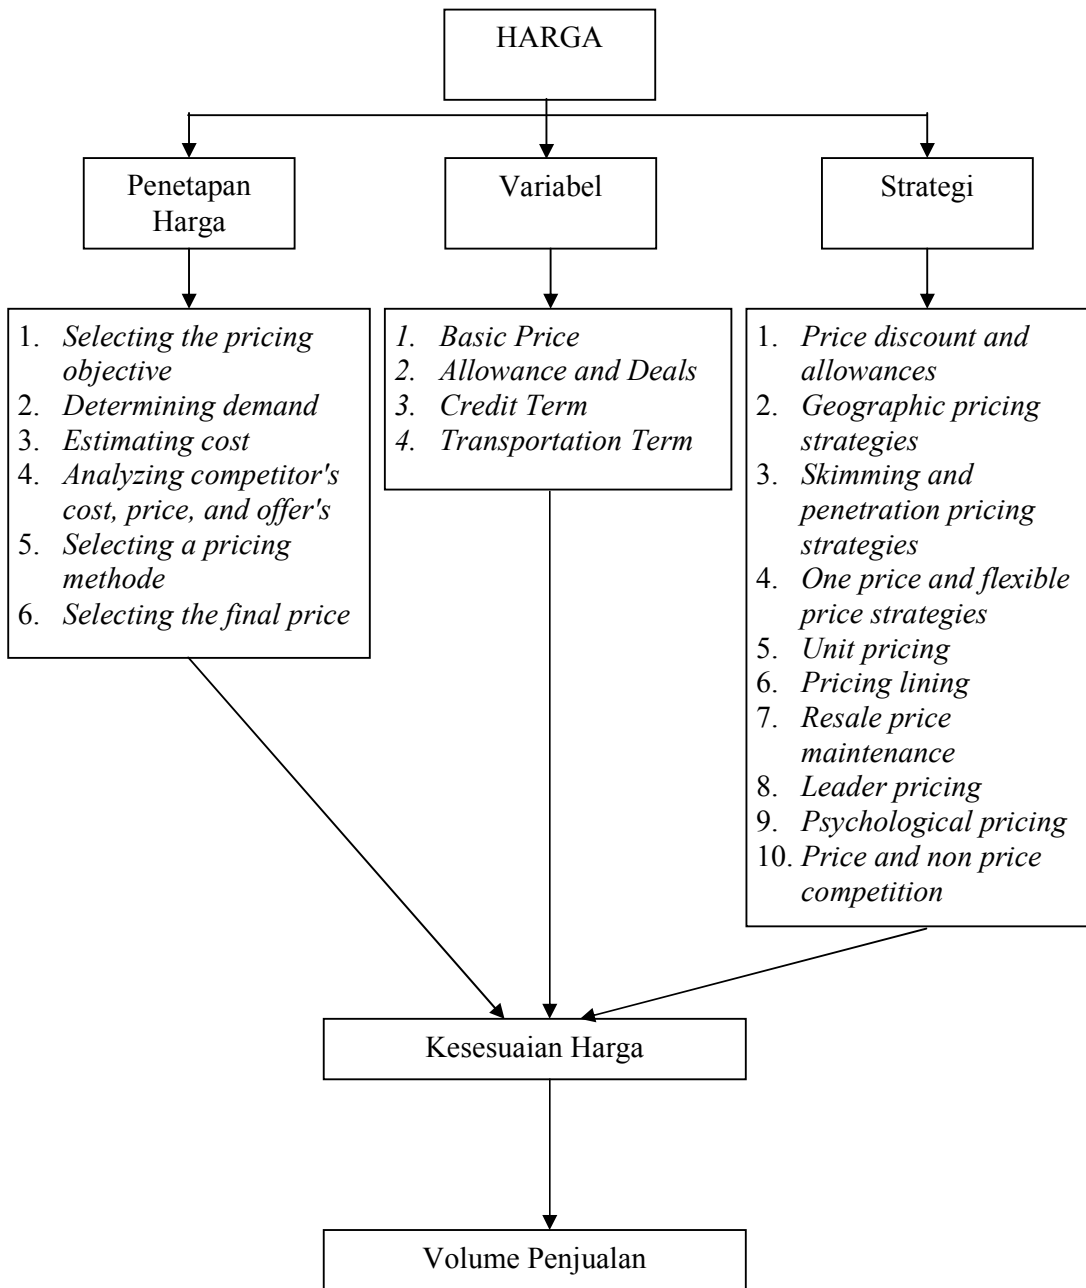 HARGA
Penetapan
Harga
Variabel
Strategi
1. Selecting the pricing
objective
2. Determining demand
3. Estimating cost
4. Analyzing competitor's
cost, price, and offer's
5. Selecting a pricing
methode
6. Selecting the final price
1. Basic Price
2. Allowance and Deals
3. Credit Term
4. Transportation Term
1. Price discount and
allowances
2. Geographic pricing
strategies
3. Skimming and
penetration pricing
strategies
4. One price and flexible
price strategies
5. Unit pricing
6. Pricing lining
7. Resale price
maintenance
8. Leader pricing
9. Psychological pricing
10. Price and non price
competition
Kesesuaian Harga
Volume Penjualan